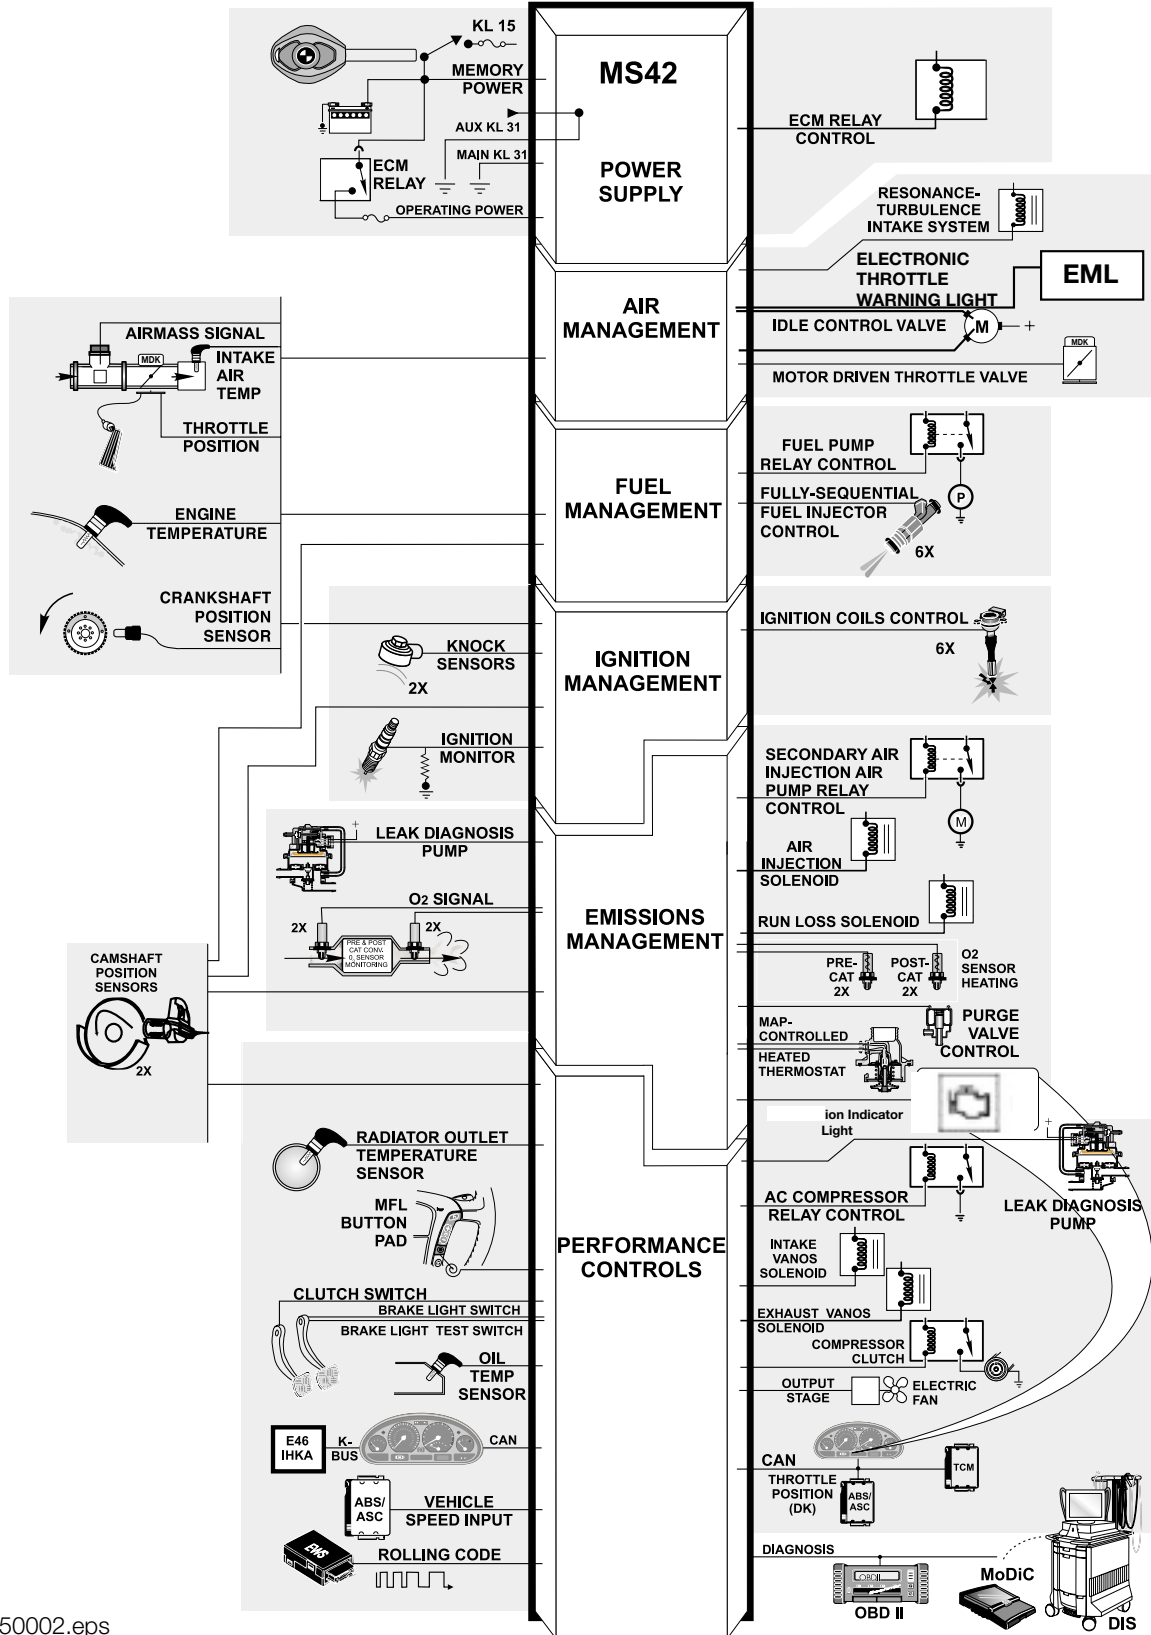 KL 15
MEMORY
POWER
AUX KL 31
MAIN KL 31
ECM
RELAY
OPERATING POWER
MS42
POWER
SUPPLY
ECM RELAY
CONTROL
RESONANCE-
TURBULENCE
INTAKE SYSTEM
ELECTRONIC
THROTTLE
WARNING LIGHT
EML
IDLE CONTROL VALVE
M
+
MDK
MOTOR DRIVEN THROTTLE VALVE
AIR
MANAGEMENT
AIRMASS SIGNAL
MDK
INTAKE
AIR
TEMP
THROTTLE
POSITION
ENGINE
TEMPERATURE
CRANKSHAFT
POSITION
SENSOR
FUEL
MANAGEMENT
FUEL PUMP
RELAY CONTROL
P
FULLY-SEQUENTIAL
FUEL INJECTOR
CONTROL
6X
KNOCK
SENSORS
2X
IGNITION
MONITOR
IGNITION
MANAGEMENT
IGNITION COILS CONTROL
6X
SECONDARY AIR
INJECTION AIR
PUMP RELAY
CONTROL
M
AIR
INJECTION
SOLENOID
RUN LOSS SOLENOID
+
LEAK DIAGNOSIS
PUMP
O2 SIGNAL
2X
2X
PRE & POST
CAT CONV.
0, SENSOR
MONITORING
EMISSIONS
MANAGEMENT
PRE-
CAT
2X
POST-
CAT
2X
O2
SENSOR
HEATING
CAMSHAFT
POSITION
SENSORS
2X
MAP-
CONTROLLED
HEATED
THERMOSTAT
PURGE
VALVE
CONTROL
ion Indicator
Light
+
LEAK DIAGNOSIS
PUMP
RADIATOR OUTLET
TEMPERATURE
SENSOR
MFL
BUTTON
PAD
CLUTCH SWITCH
BRAKE LIGHT SWITCH
BRAKE LIGHT TEST SWITCH
OIL
TEMP
SENSOR
E46
IHKA
K-
BUS
CAN
ABS/
ASC
VEHICLE
SPEED INPUT
EWS
ROLLING CODE
PERFORMANCE
CONTROLS
AC COMPRESSOR
RELAY CONTROL
INTAKE
VANOS
SOLENOID
EXHAUST VANOS
SOLENOID
COMPRESSOR
CLUTCH
OUTPUT
STAGE
ELECTRIC
FAN
CAN
THROTTLE
POSITION
(DK)
ABS/
ASC
TCM
DIAGNOSIS
OBDII
OBD II
MoDiC
DIS
50002.eps